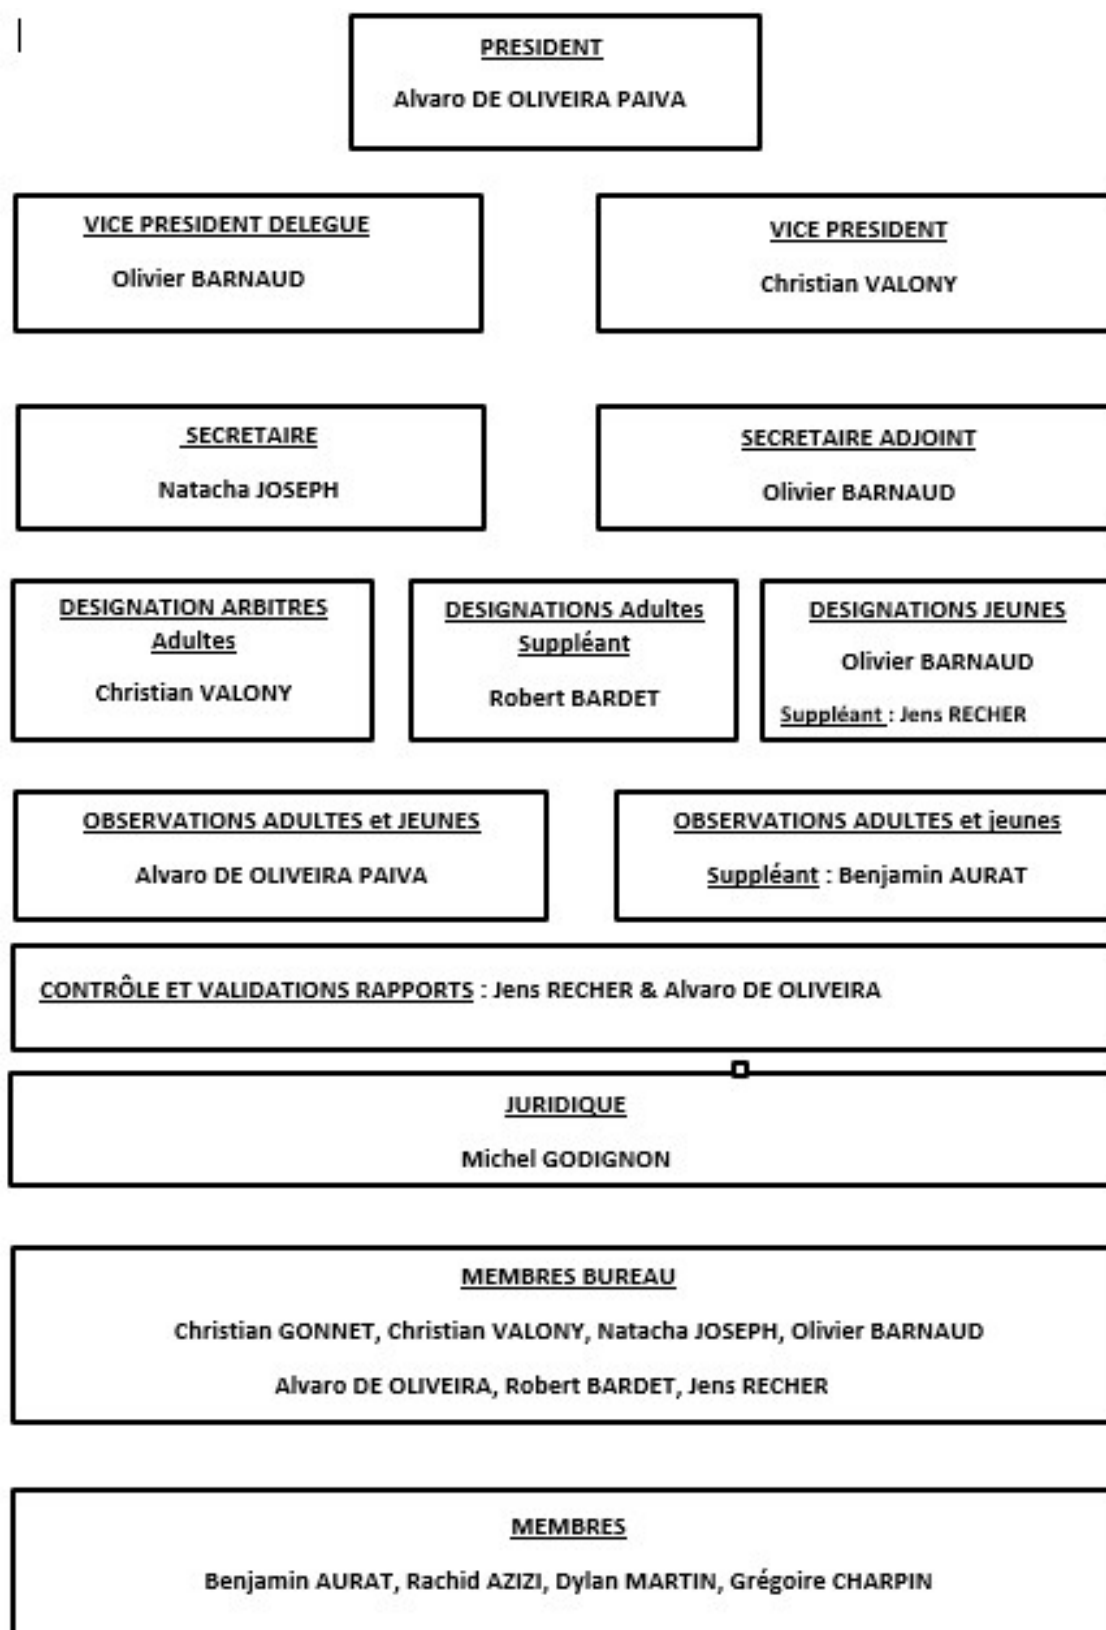 PRESIDENT
Alvaro DE OLIVEIRA PAIVA
VICE PRESIDENT DELEGUE
Olivier BARNAUD
VICE PRESIDENT
Christian VALONY
SECRETAIRE
Natacha JOSEPH
SECRETAIRE ADJOINT
Olivier BARNAUD
DESIGNATION ARBITRES
Adultes
Christian VALONY
DESIGNATIONS Adultes
Suppléant
Robert BARDET
DESIGNATIONS JEUNES
Olivier BARNAUD
Suppléant : Jens RECHER
OBSERVATIONS ADULTES et JEUNES
Alvaro DE OLIVEIRA PAIVA
OBSERVATIONS ADULTES et jeunes
Suppléant : Benjamin AURAT
CONTRÔLE ET VALIDATIONS RAPPORTS : Jens RECHER & Alvaro DE OLIVEIRA
JURIDIQUE
Michel GODIGNON
MEMBRES BUREAU
Christian GONNET, Christian VALONY, Natacha JOSEPH, Olivier BARNAUD
Alvaro DE OLIVEIRA, Robert BARDET, Jens RECHER
MEMBRES
Benjamin AURAT, Rachid AZIZI, Dylan MARTIN, Grégoire CHARPIN